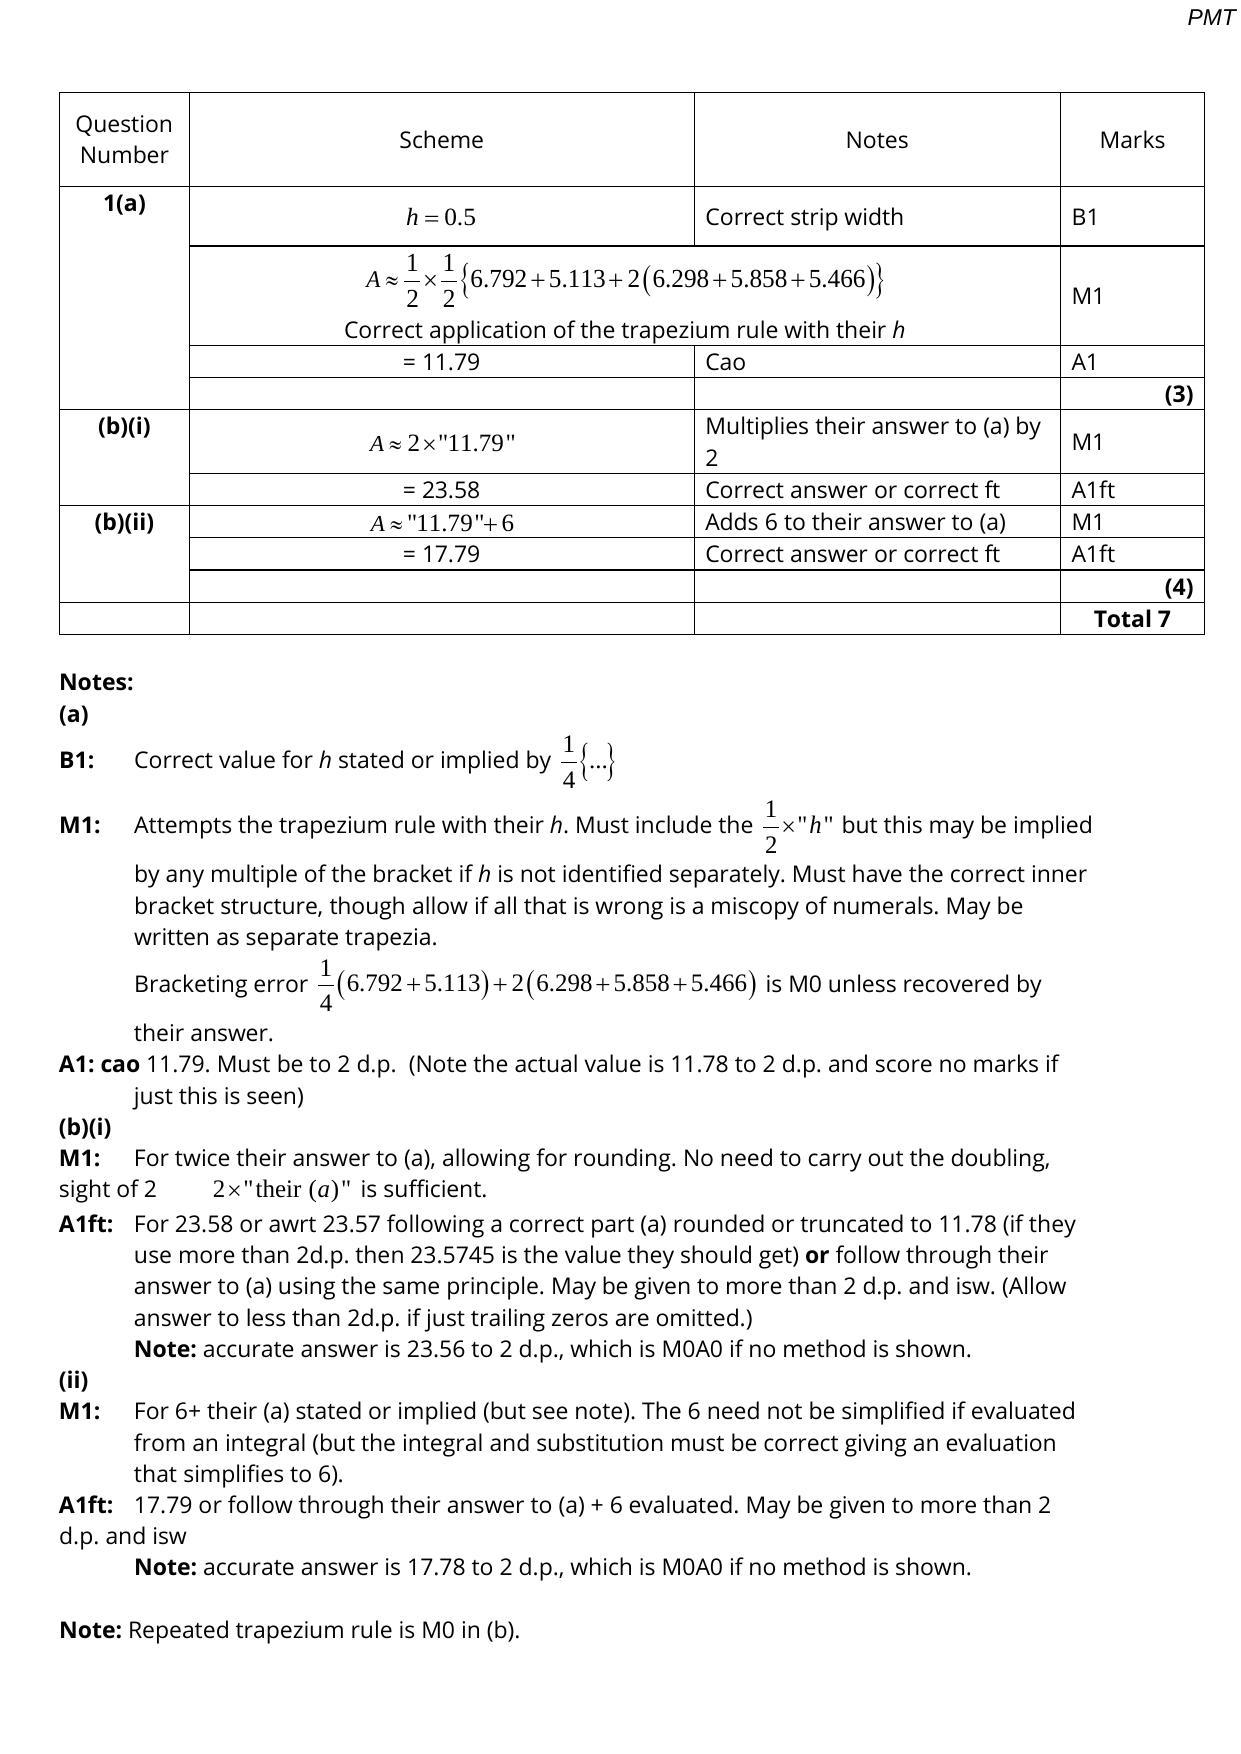 PMT
Question Number Scheme Notes Marks
1(a) h = 0.5 Correct strip width B1
A ≈ 1/2 × 1/2 {6.792 + 5.113 + 2(6.298 + 5.858 + 5.466)} M1
Correct application of the trapezium rule with their h
= 11.79 Cao A1
(3)
(b)(i) A ≈ 2×"11.79" Multiplies their answer to (a) by 2 M1
= 23.58 Correct answer or correct ft A1ft
(b)(ii) A ≈ "11.79"+ 6 Adds 6 to their answer to (a) M1
= 17.79 Correct answer or correct ft A1ft
(4)
Total 7
Notes:
(a)
B1: Correct value for h stated or implied by 1/4 {...}
M1: Attempts the trapezium rule with their h. Must include the 1/2 × "h" but this may be implied
by any multiple of the bracket if h is not identified separately. Must have the correct inner
bracket structure, though allow if all that is wrong is a miscopy of numerals. May be
written as separate trapezia.
Bracketing error 1/4 (6.792 + 5.113) + 2(6.298 + 5.858 + 5.466) is M0 unless recovered by
their answer.
A1: cao 11.79. Must be to 2 d.p. (Note the actual value is 11.78 to 2 d.p. and score no marks if
just this is seen)
(b)(i)
M1: For twice their answer to (a), allowing for rounding. No need to carry out the doubling,
sight of 2 2×"their (a)" is sufficient.
A1ft: For 23.58 or awrt 23.57 following a correct part (a) rounded or truncated to 11.78 (if they
use more than 2d.p. then 23.5745 is the value they should get) or follow through their
answer to (a) using the same principle. May be given to more than 2 d.p. and isw. (Allow
answer to less than 2d.p. if just trailing zeros are omitted.)
Note: accurate answer is 23.56 to 2 d.p., which is M0A0 if no method is shown.
(ii)
M1: For 6+ their (a) stated or implied (but see note). The 6 need not be simplified if evaluated
from an integral (but the integral and substitution must be correct giving an evaluation
that simplifies to 6).
A1ft: 17.79 or follow through their answer to (a) + 6 evaluated. May be given to more than 2
d.p. and isw
Note: accurate answer is 17.78 to 2 d.p., which is M0A0 if no method is shown.
Note: Repeated trapezium rule is M0 in (b).